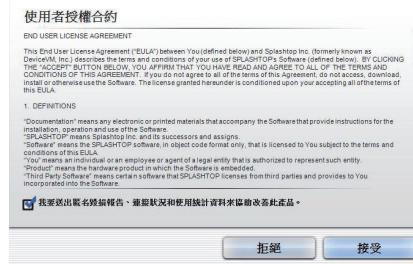 使用者授權合約
END USER LICENSE AGREEMENT
This End User License Agreement ("EULA") between You (defined below) and Splashtop Inc. (formerly known as
DeviceVM, Inc.) describes the terms and conditions of your use of SPLASHTOP's Software (defined below). BY CLICKING
THE "ACCEPT" BUTTON BELOW, YOU AFFIRM THAT YOU HAVE READ AND AGREE TO ALL OF THE TERMS AND
CONDITIONS OF THIS AGREEMENT. If you do not agree to all of the terms of this Agreement, do not access, download,
install or otherwise use the Software. The license granted hereunder is conditioned upon your accepting all of the terms of
this EULA.
1. DEFINITIONS
"Documentation" means any electronic or printed materials that accompany the Software that provide instructions for the
installation, operation and use of the Software.
"SPLASHTOP" means Splashtop Inc. and its successors and assigns.
"Software" means the SPLASHTOP software, in object code format only, that is licensed to You subject to the terms and
conditions of this EULA.
"You" means an individual or an employee or agent of a legal entity that is authorized to represent such entity.
"Product" means the hardware product in which the Software is embedded.
"Third Party Software" means certain software that SPLASHTOP licenses from third parties and provides to You
incorporated into the Software.
我要送出匿名毀損報告、連接狀況和使用統計資料來協助改善此產品。
拒絕
接受